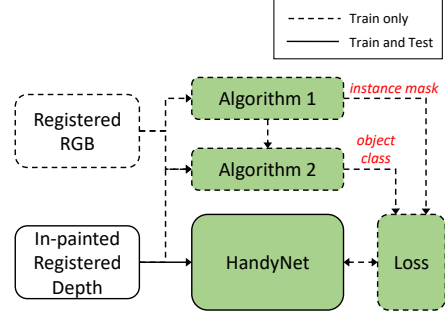 Train only
Train and Test
Registered
RGB
Algorithm 1
instance mask
Algorithm 2
object
class
In-painted
Registered
Depth
HandyNet
Loss